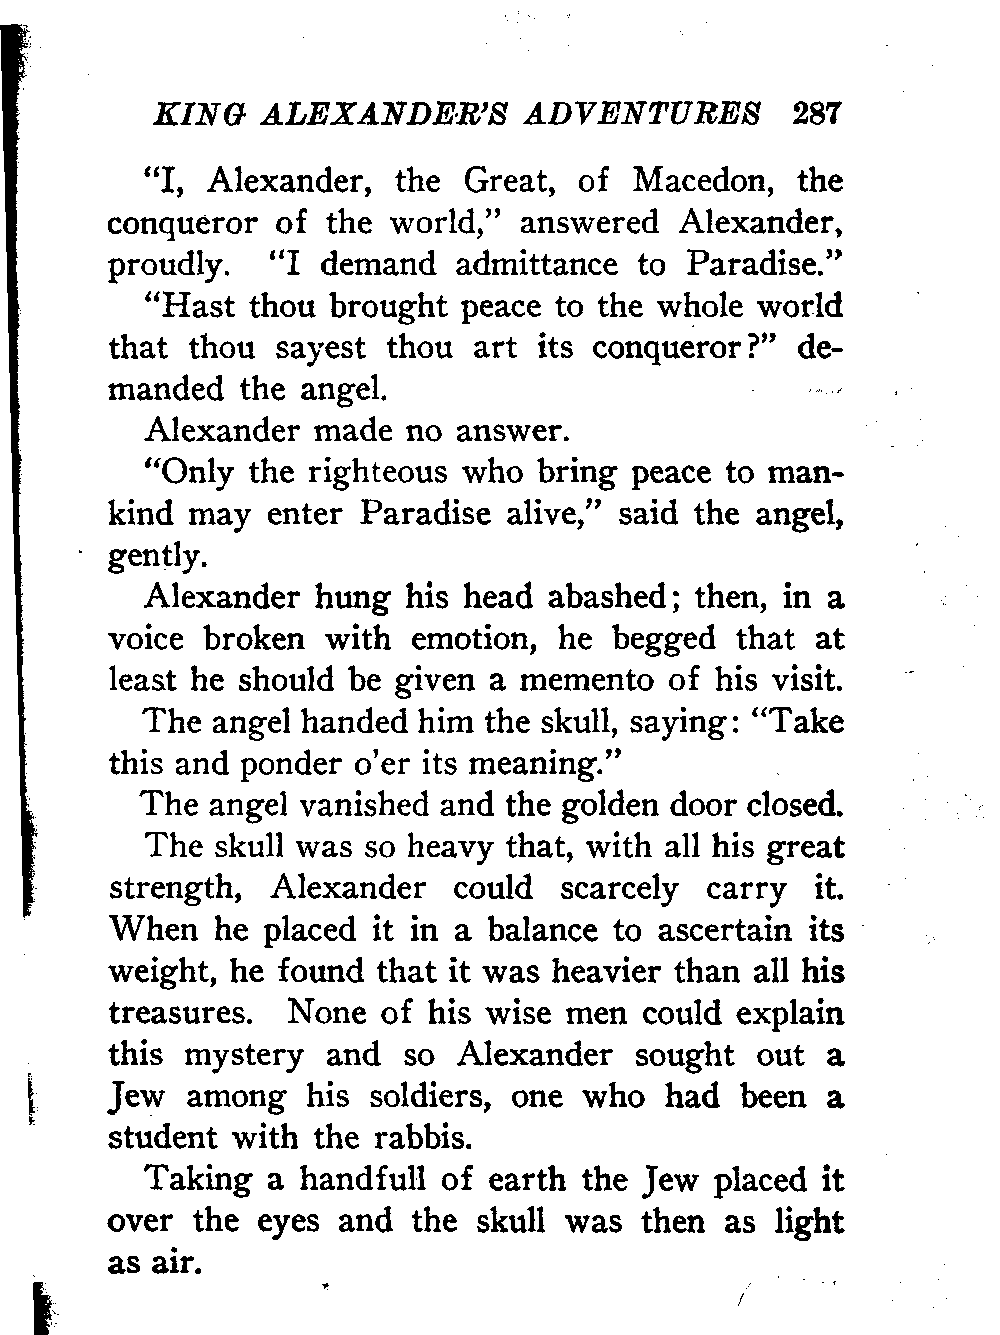 KING ALEXANDER'S ADVENTURES 287
"I, Alexander, the Great, of Macedon, the
conqueror of the world," answered Alexander,
proudly. "I demand admittance to Paradise."
"Hast thou brought peace to the whole world
that thou sayest thou art its conqueror?" de-
manded the angel.
Alexander made no answer.
"Only the righteous who bring peace to man-
kind may enter Paradise alive," said the angel,
gently.
Alexander hung his head abashed; then, in a
voice broken with emotion, he begged that at
least he should be given a memento of his visit.
The angel handed him the skull, saying: "Take
this and ponder o'er its meaning."
The angel vanished and the golden door closed.
The skull was so heavy that, with all his great
strength, Alexander could scarcely carry it.
When he placed it in a balance to ascertain its
weight, he found that it was heavier than all his
treasures. None of his wise men could explain
this mystery and so Alexander sought out a
Jew among his soldiers, one who had been a
student with the rabbis.
Taking a handfull of earth the Jew placed it
over the eyes and the skull was then as light
as air.